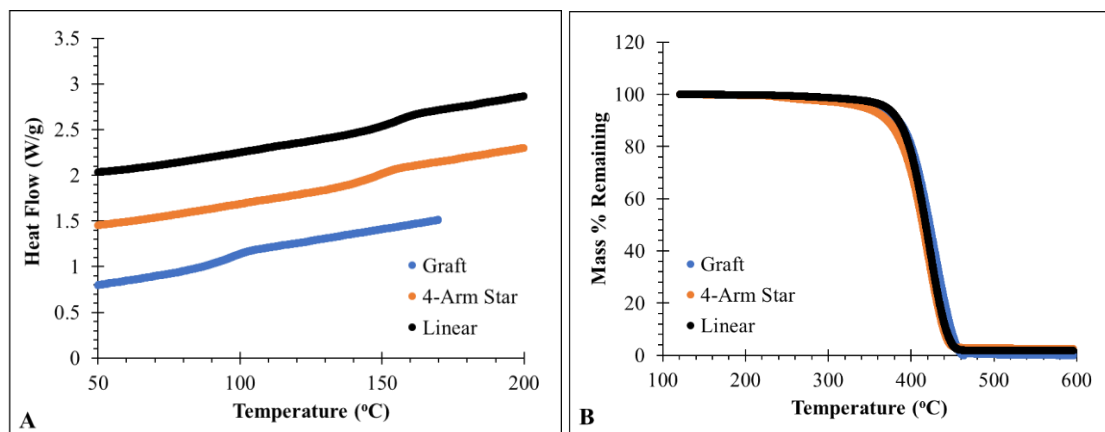 3.5
3
2.5
2
1.5
1
0.5
0
Heat Flow (W/g)
Graft
4-Arm Star
Linear
50 100 150 200
Temperature (ºC)
A
120
100
80
60
40
20
0
Mass % Remaining
Graft
4-Arm Star
Linear
100 200 300 400 500 600
Temperature (ºC)
B